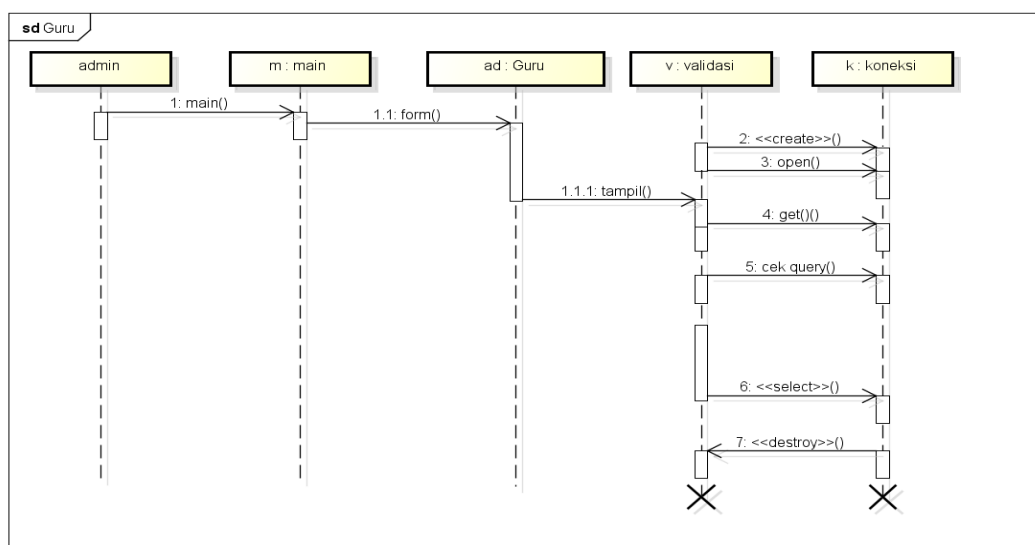 sd Guru
admin
m : main
ad : Guru
v : validasi
k : koneksi
1: main()
1.1: form()
2: <<create>>()
3: open()
1.1.1: tampil()
4: get()()
5: cek query()
6: <<select>>()
7: <<destroy>>()